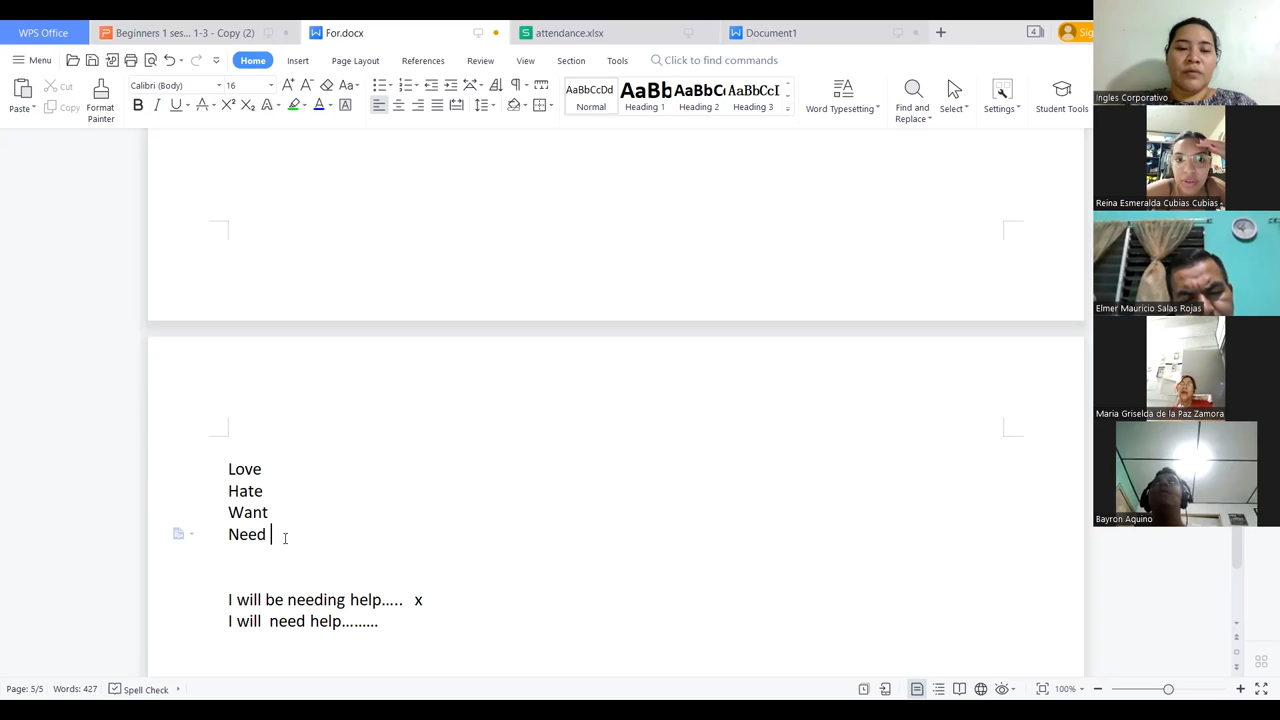 WPS Office
Beginners 1 ses... 1-3 - Copy (2)
For.docx
attendance.xlsx
Document1
4
Menu
Home
Insert
Page Layout
References
Review
View
Section
Tools
Click to find commands
Paste
Cut
Copy
Format Painter
Calibri (Body)
16
AaBbCcDd
Normal
AaBb
Heading 1
AaBbC
Heading 2
AaBbCcI
Heading 3
Word Typesetting
Find and Replace
Select
Settings
Student Tools
Love
Hate
Want
Need
I will be needing help..... x
I will need help.........
Page: 5/5
Words: 427
Spell Check
100%
Ingles Corporativo
Reina Esmeralda Cubias Cubias
Elmer Mauricio Salas Rojas
Maria Griselda de la Paz Zamora
Bayron Aquino